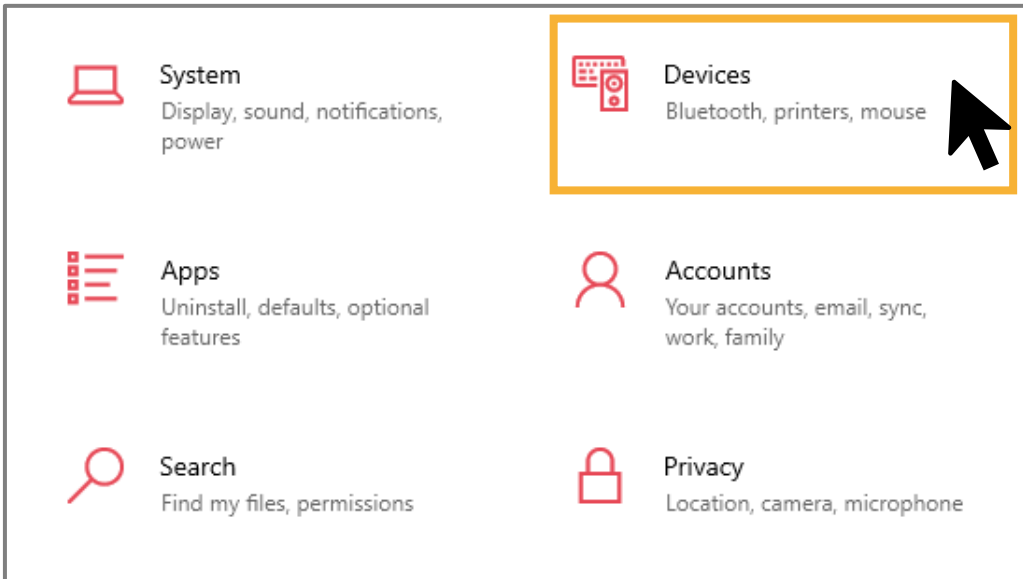 System
Display, sound, notifications,
power
Devices
Bluetooth, printers, mouse
Apps
Uninstall, defaults, optional
features
Accounts
Your accounts, email, sync,
work, family
Search
Find my files, permissions
Privacy
Location, camera, microphone